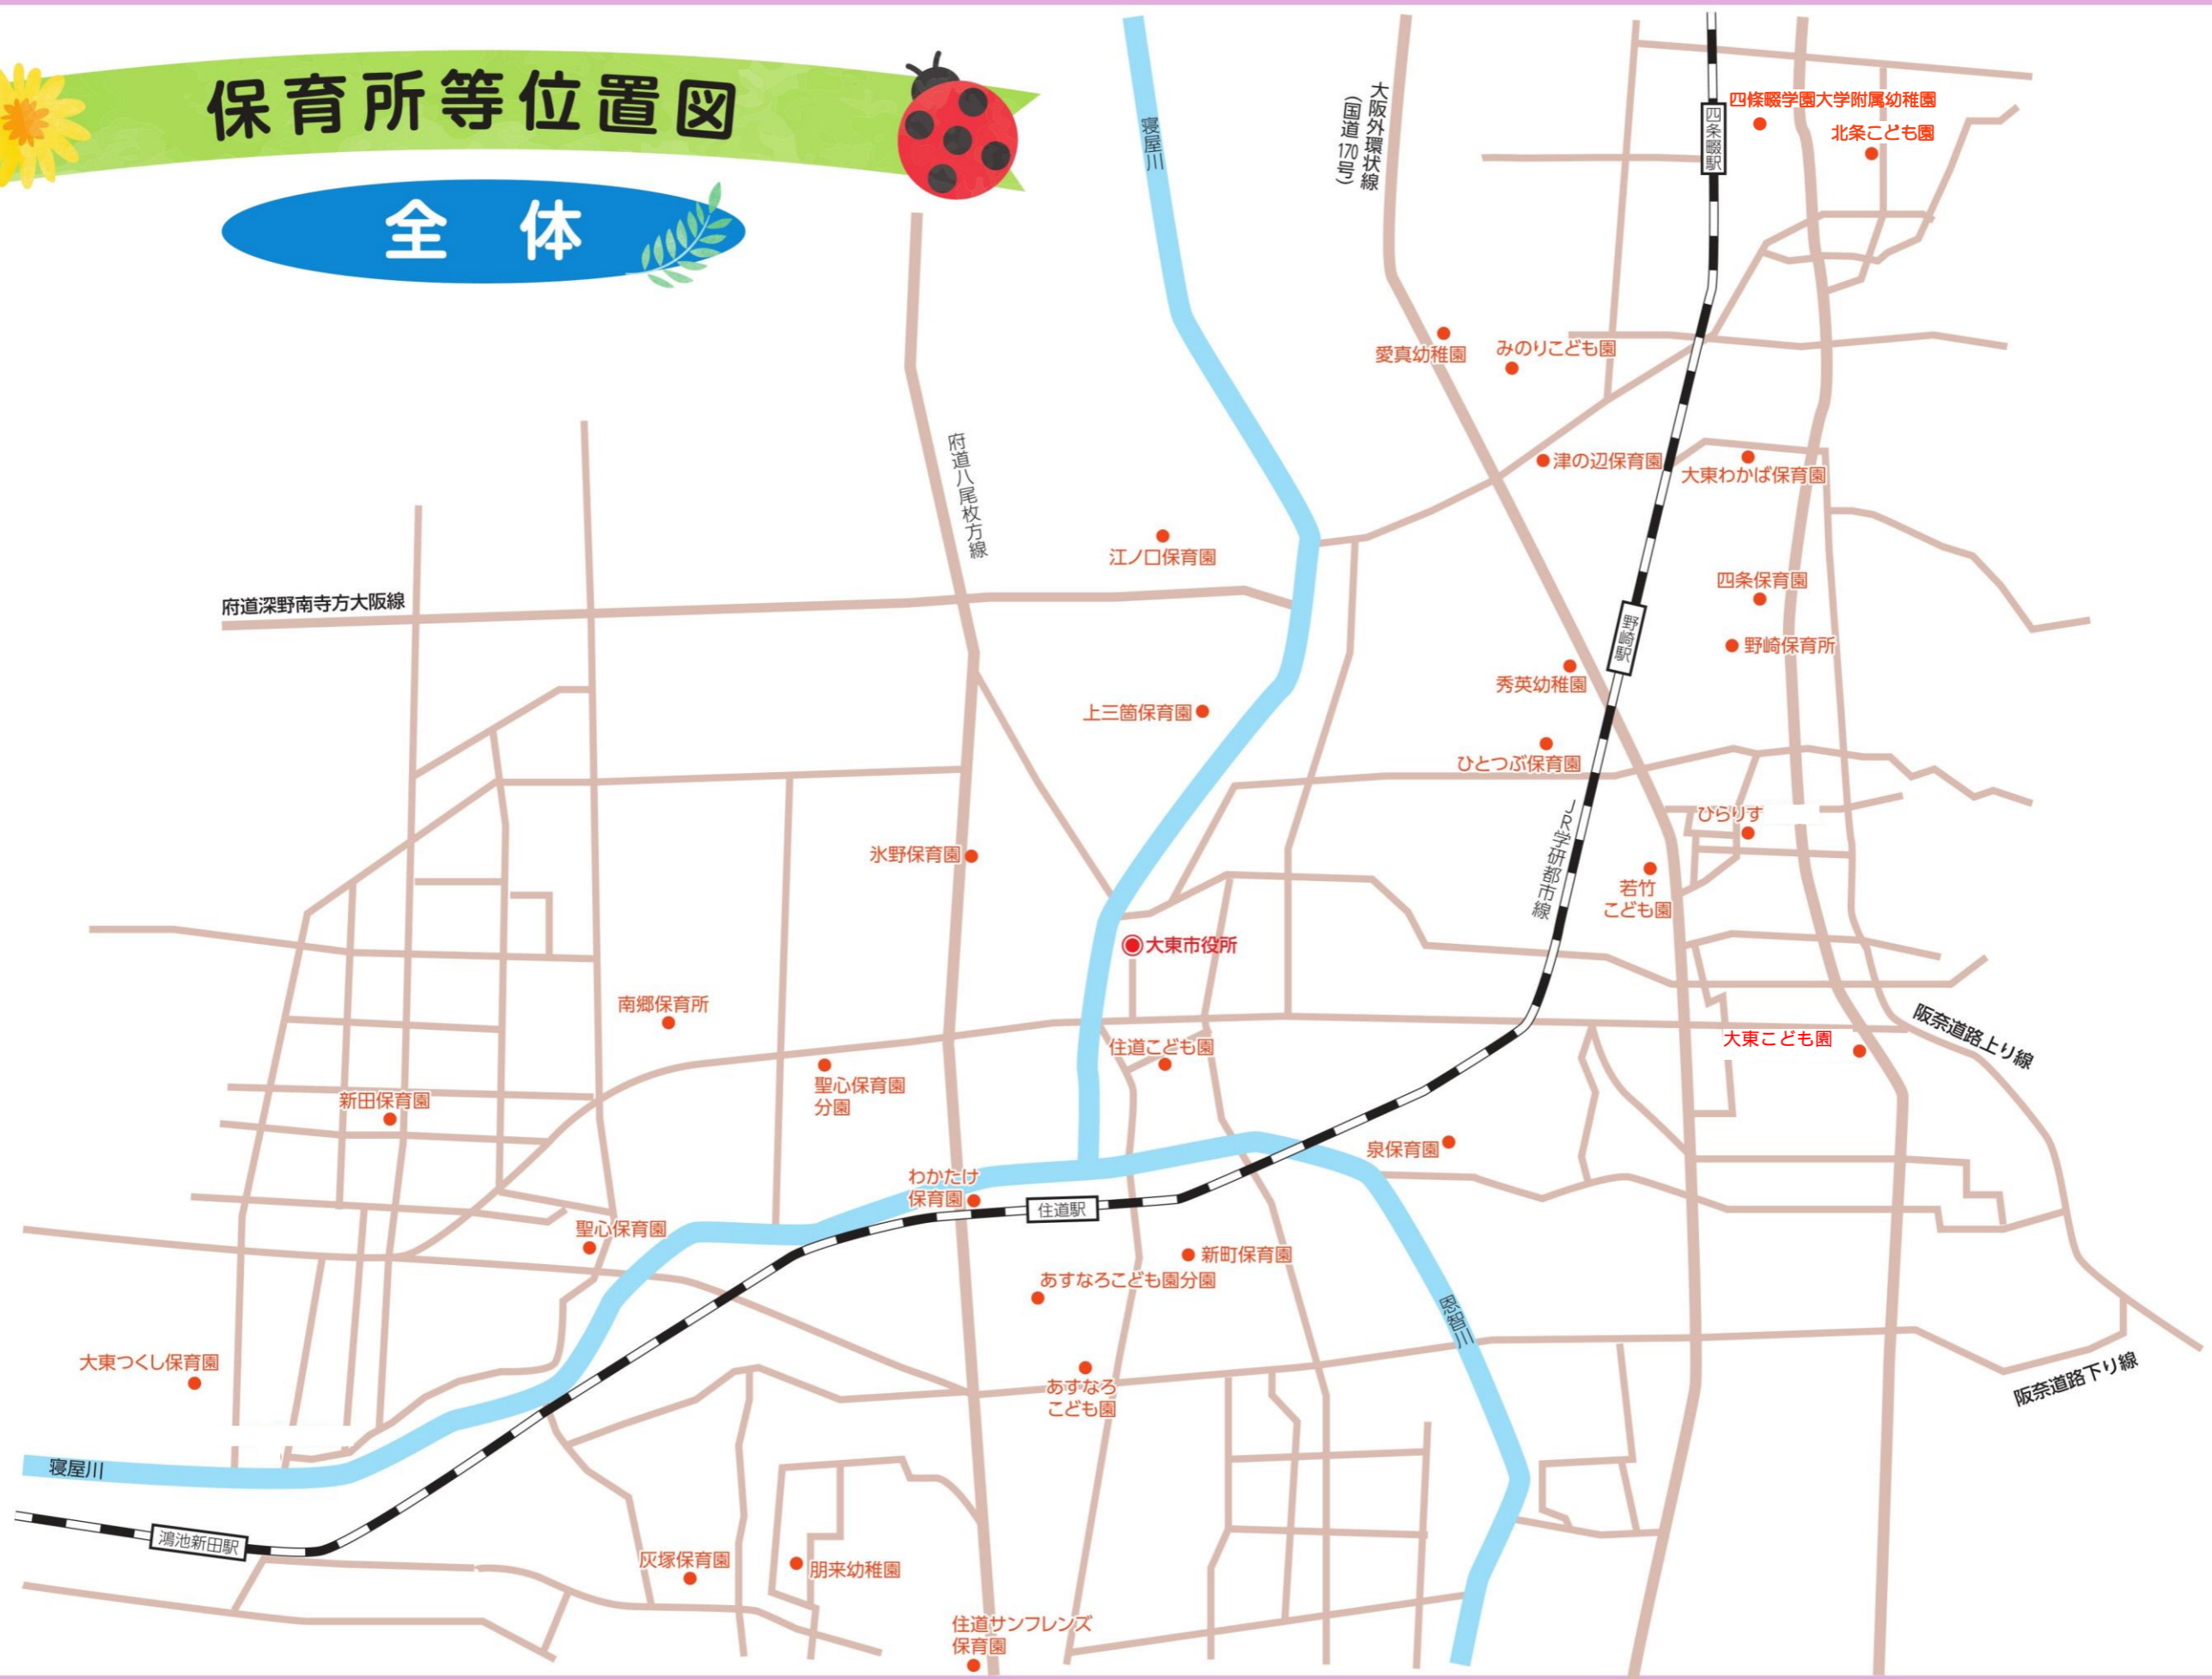 保育所等位置図
全 体
寝屋川
大阪外環状線
（国道170号）
四条畷駅
四條畷学園大学附属幼稚園
北条こども園
愛真幼稚園
みのりこども園
府道八尾枚方線
津の辺保育園
大東わかば保育園
江ノ口保育園
四条保育園
府道深野南寺方大阪線
野崎駅
野崎保育所
秀英幼稚園
上三箇保育園
ひとつぶ保育園
JR学研都市線
ひらりす
氷野保育園
若竹
こども園
大東市役所
南郷保育所
阪奈道路上り線
大東こども園
住道こども園
聖心保育園
分園
新田保育園
泉保育園
わかたけ
保育園
住道駅
聖心保育園
新町保育園
あすなろこども園分園
恩智川
大東つくし保育園
あすなろ
こども園
阪奈道路下り線
寝屋川
鴻池新田駅
灰塚保育園
朋来幼稚園
住道サンフレンズ
保育園